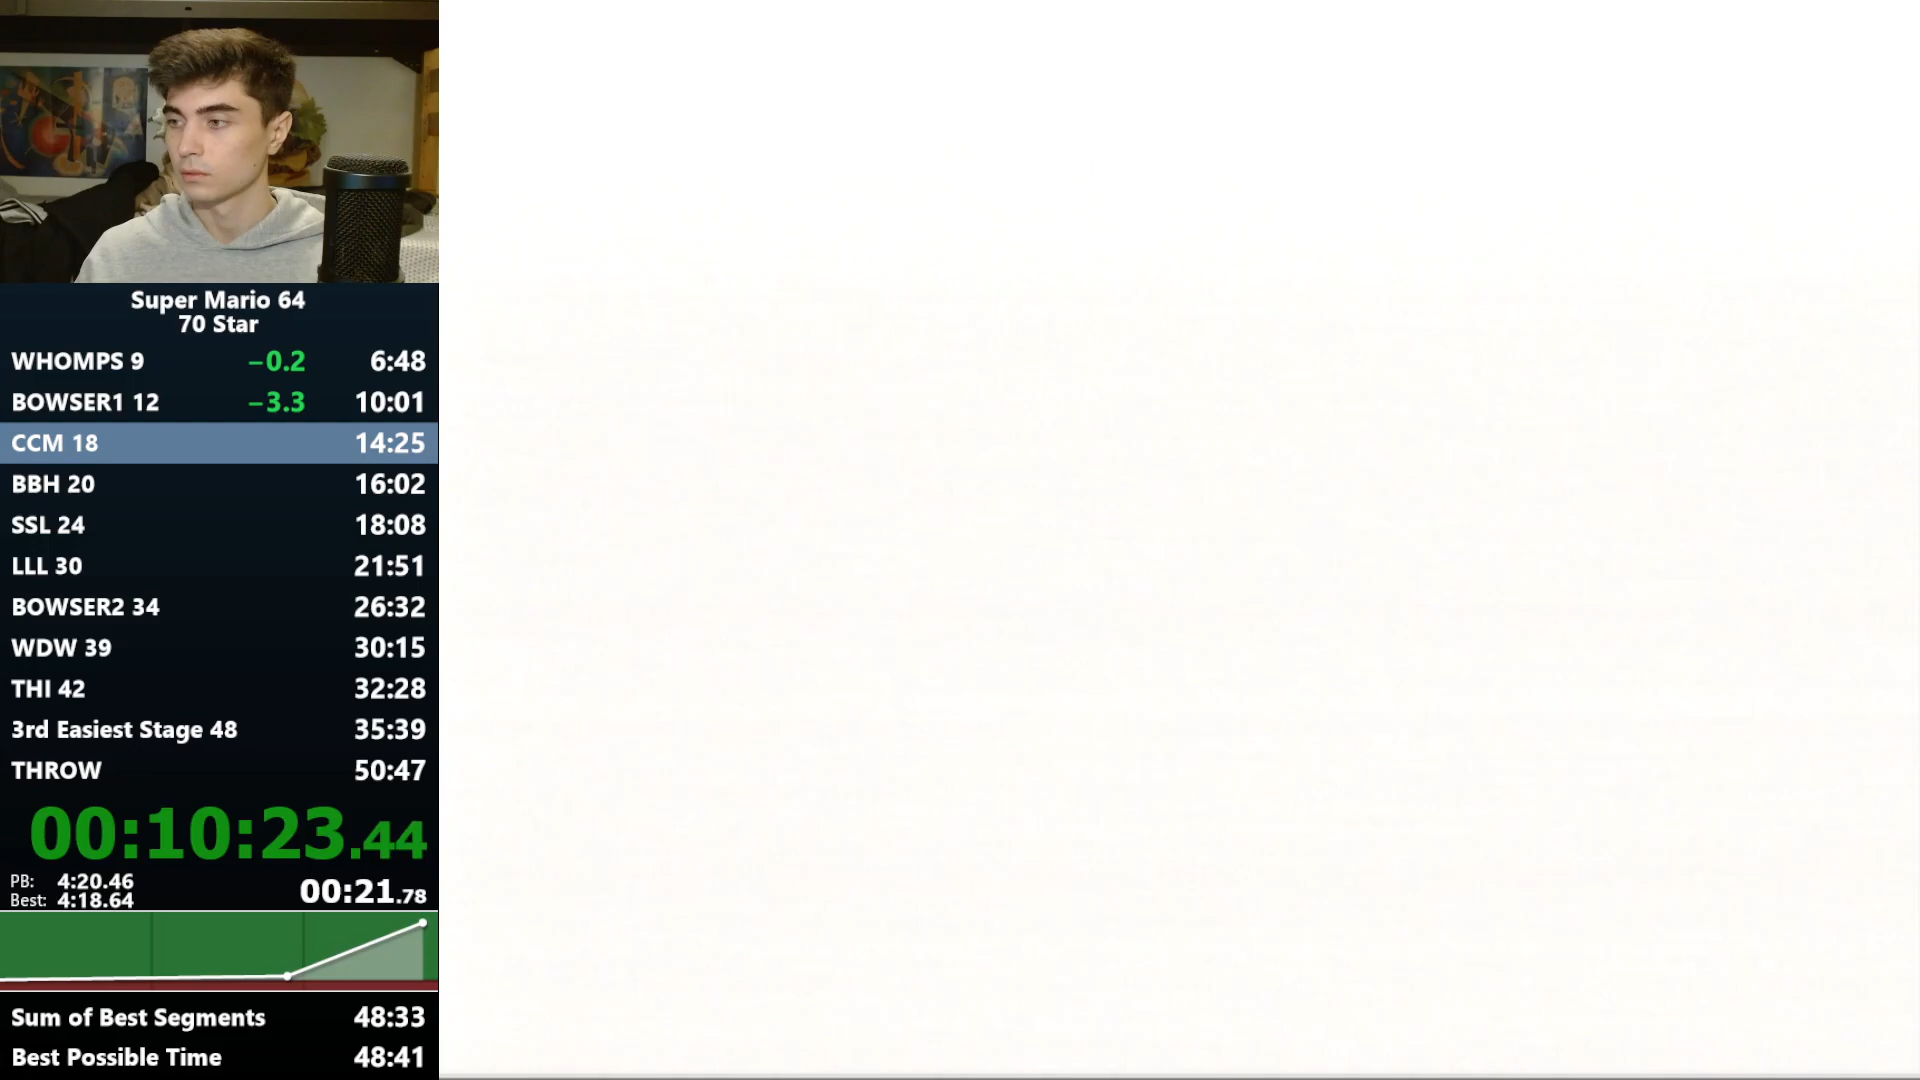 Super Mario 64
70 Star
WHOMPS 9 −0.2 6:48
BOWSER1 12 −3.3 10:01
CCM 18 14:25
BBH 20 16:02
SSL 24 18:08
LLL 30 21:51
BOWSER2 34 26:32
WDW 39 30:15
THI 42 32:28
3rd Easiest Stage 48 35:39
THROW 50:47
00:10:23.44
PB: 4:20.46
Best: 4:18.64 00:21.78
Sum of Best Segments 48:33
Best Possible Time 48:41